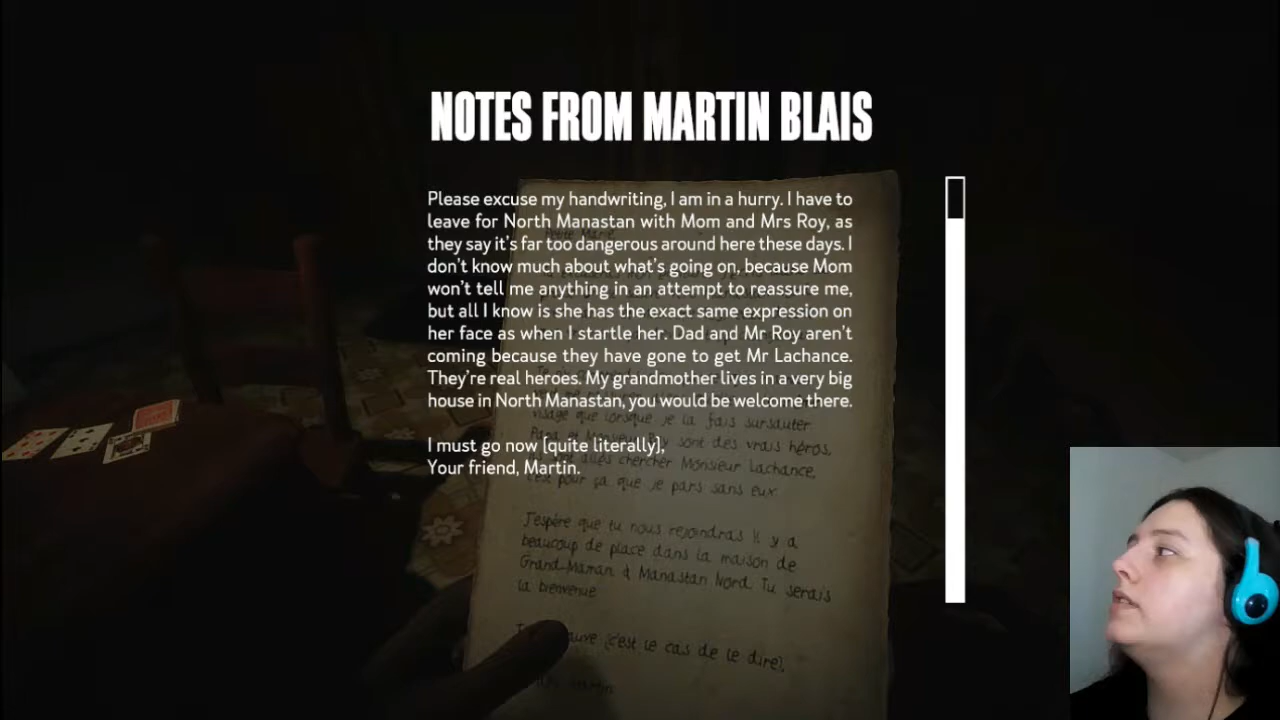 NOTES FROM MARTIN BLAIS
Please excuse my handwriting, I am in a hurry. I have to
leave for North Manastan with Mom and Mrs Roy, as
they say it's far too dangerous around here these days. I
don't know much about what's going on, because Mom
won't tell me anything in an attempt to reassure me,
but all I know is she has the exact same expression on
her face as when I startle her. Dad and Mr Roy aren't
coming because they have gone to get Mr Lachance.
They're real heroes. My grandmother lives in a very big
house in North Manastan, you would be welcome there.
I must go now (quite literally),
Your friend, Martin.
visage que lorsque je la fais sursauter
sont des vrais héros,
chercher Monsieur Lachance,
c'est pour ça que je pars sans eux
J'espère que tu nous rejoindras Il y a
beaucoup de place dans la maison de
Grand-Maman à Manastan Nord. Tu serais
la bienvenue
(c'est le cas de le dire),
Martin